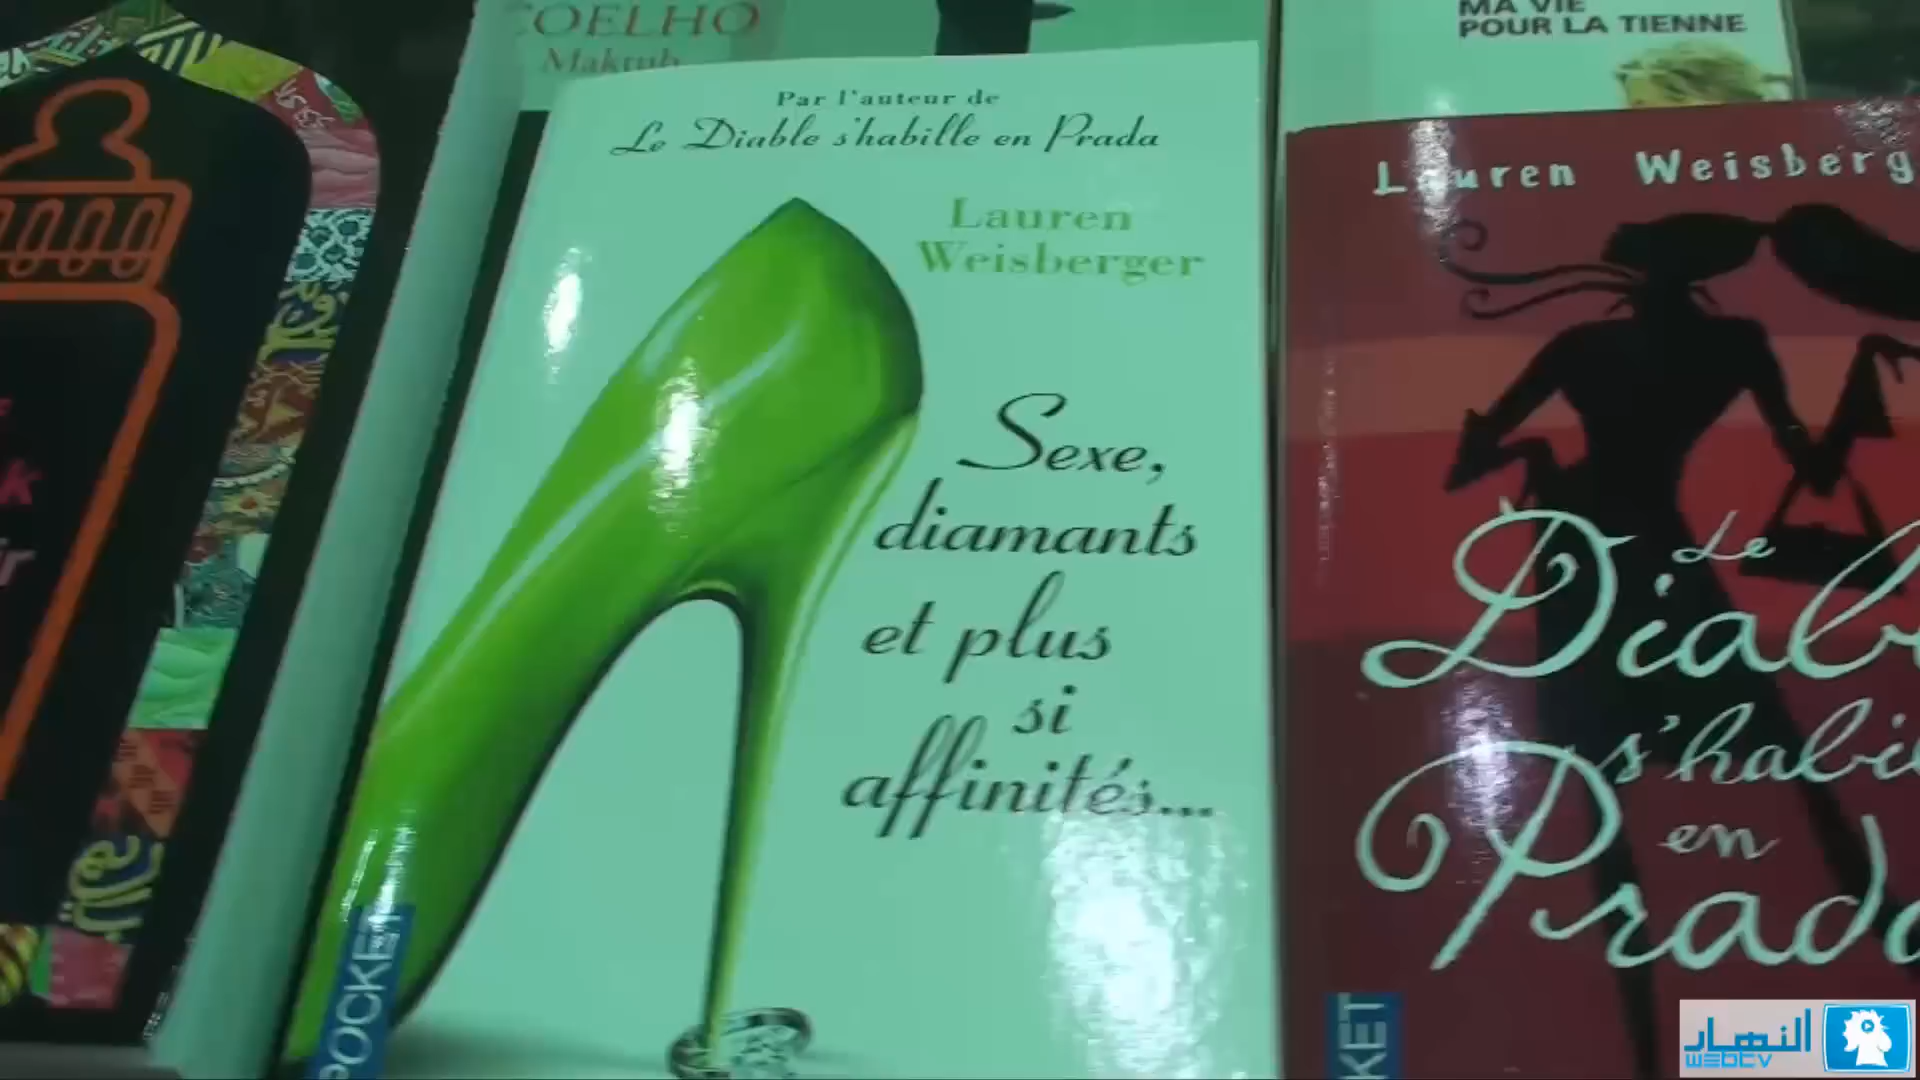 COELHO
Maktub
MA VIE
POUR LA TIENNE
Par l'auteur de
Le Diable s'habille en Prada
Lauren
Weisberger
Sexe,
diamants
et plus
si
affinités...
POCKET
Lauren Weisberg
Le
Diab
s'habi
en
Prada
KET
النهار
WEBTV